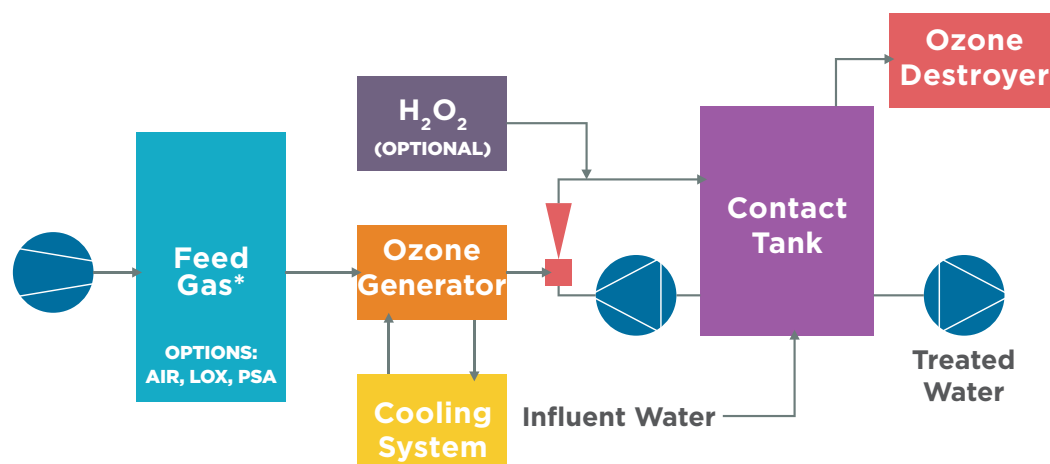 Ozone
Destroyer
H₂O₂
(OPTIONAL)
Contact
Tank
Feed
Gas*
OPTIONS:
AIR, LOX, PSA
Ozone
Generator
Cooling
System
Influent Water
Treated
Water